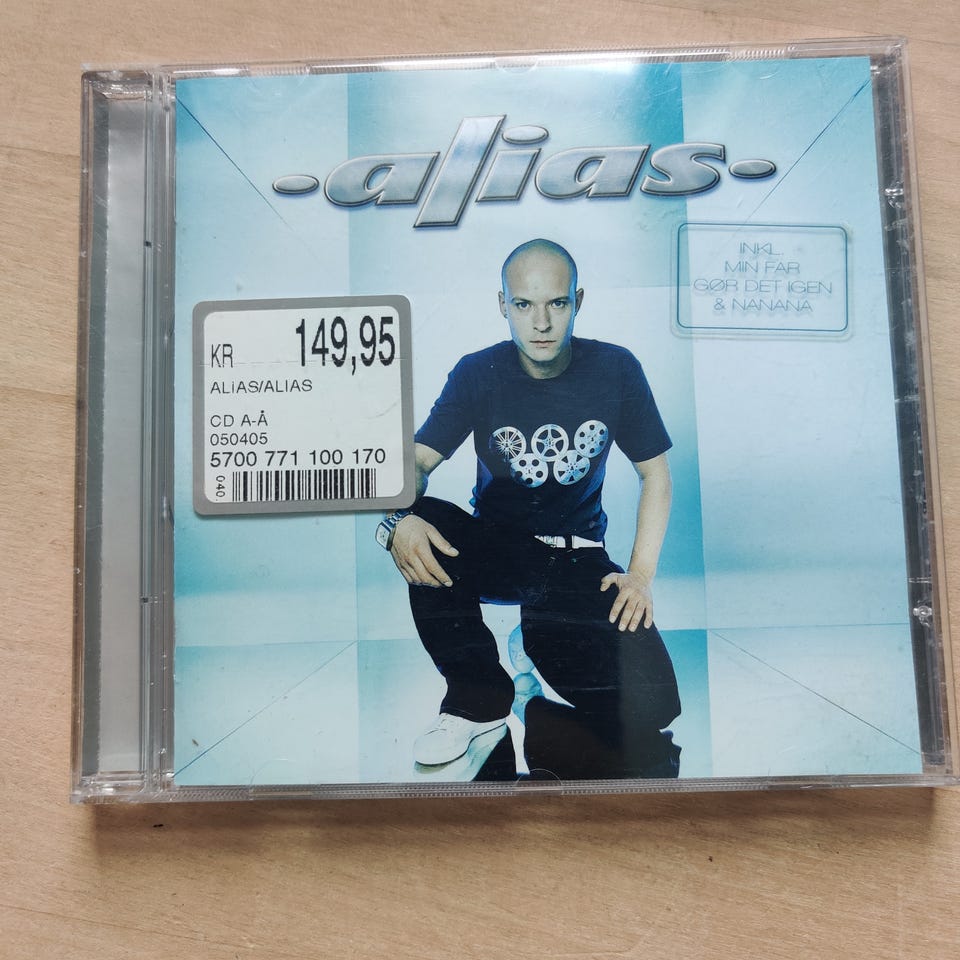 -alias-
INKL.
MIN FAR
GØR DET IGEN
& NANANA
KR 149,95
ALiAS/ALIAS
CD A-Å
050405
5700 771 100 170
040.